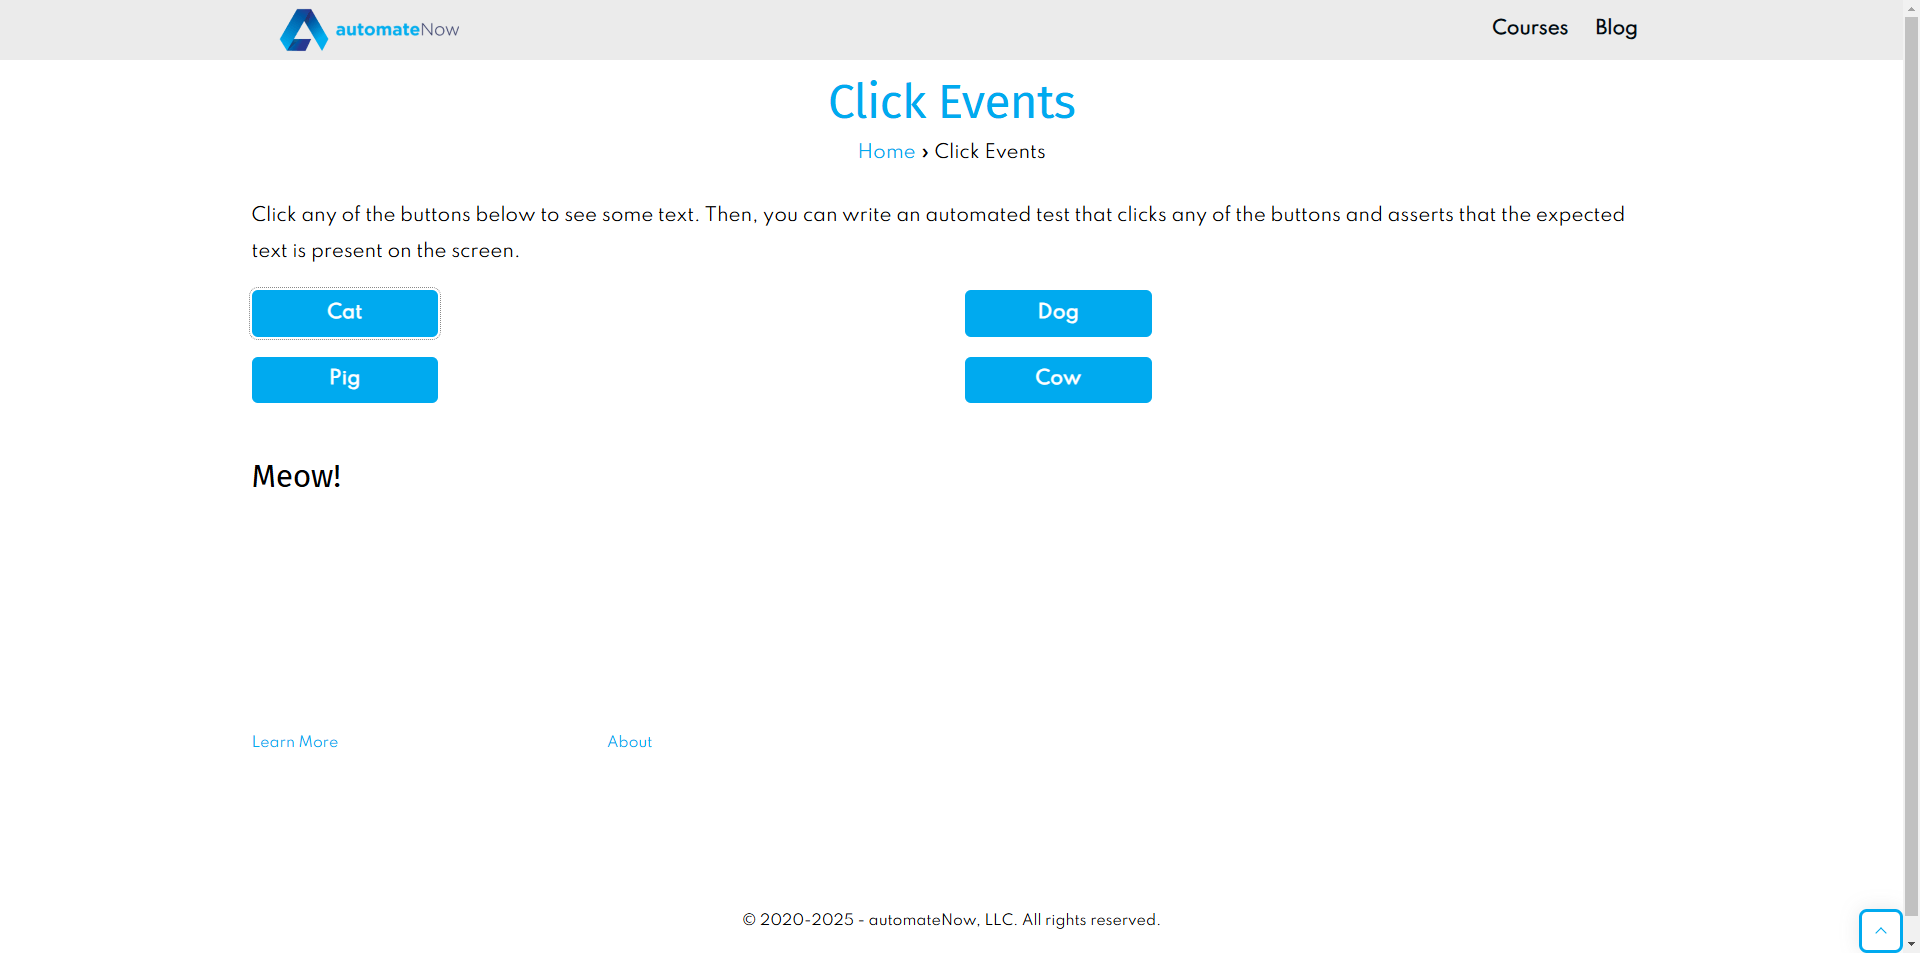 automateNow
Courses
Blog
Click Events
Home › Click Events
Click any of the buttons below to see some text. Then, you can write an automated test that clicks any of the buttons and asserts that the expected
text is present on the screen.
Cat
Dog
Pig
Cow
Meow!
Learn More
About
© 2020-2025 - automateNow, LLC. All rights reserved.